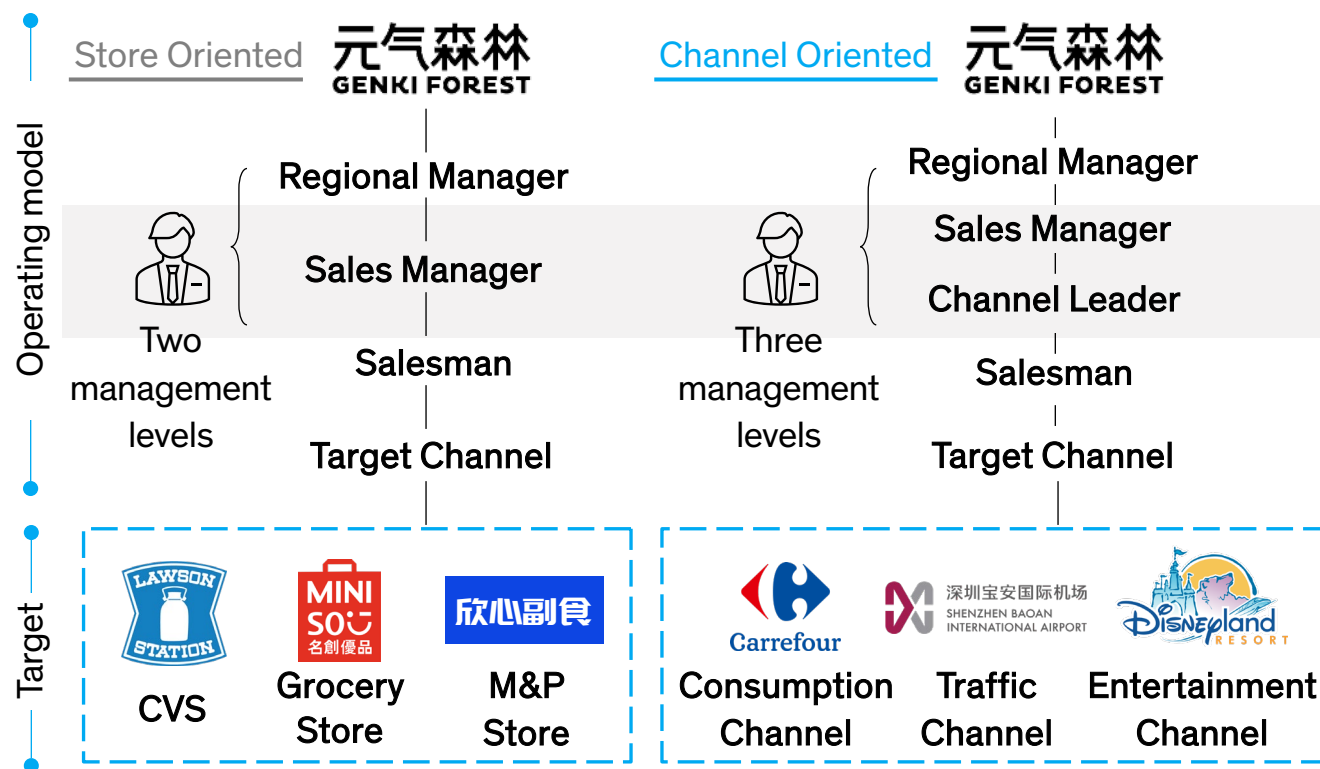 Operating model
Store Oriented
元气森林
GENKI FOREST
Regional Manager
Sales Manager
Salesman
Target Channel
Two
management
levels
Channel Oriented
元气森林
GENKI FOREST
Regional Manager
Sales Manager
Channel Leader
Salesman
Target Channel
Three
management
levels
Target
LAWSON
STATION
CVS
MINI
SO
名創優品
Grocery
Store
欣心副食
M&P
Store
Carrefour
Consumption
Channel
深圳宝安国际机场
SHENZHEN BAOAN
INTERNATIONAL AIRPORT
Traffic
Channel
Disneyland
RESORT
Entertainment
Channel